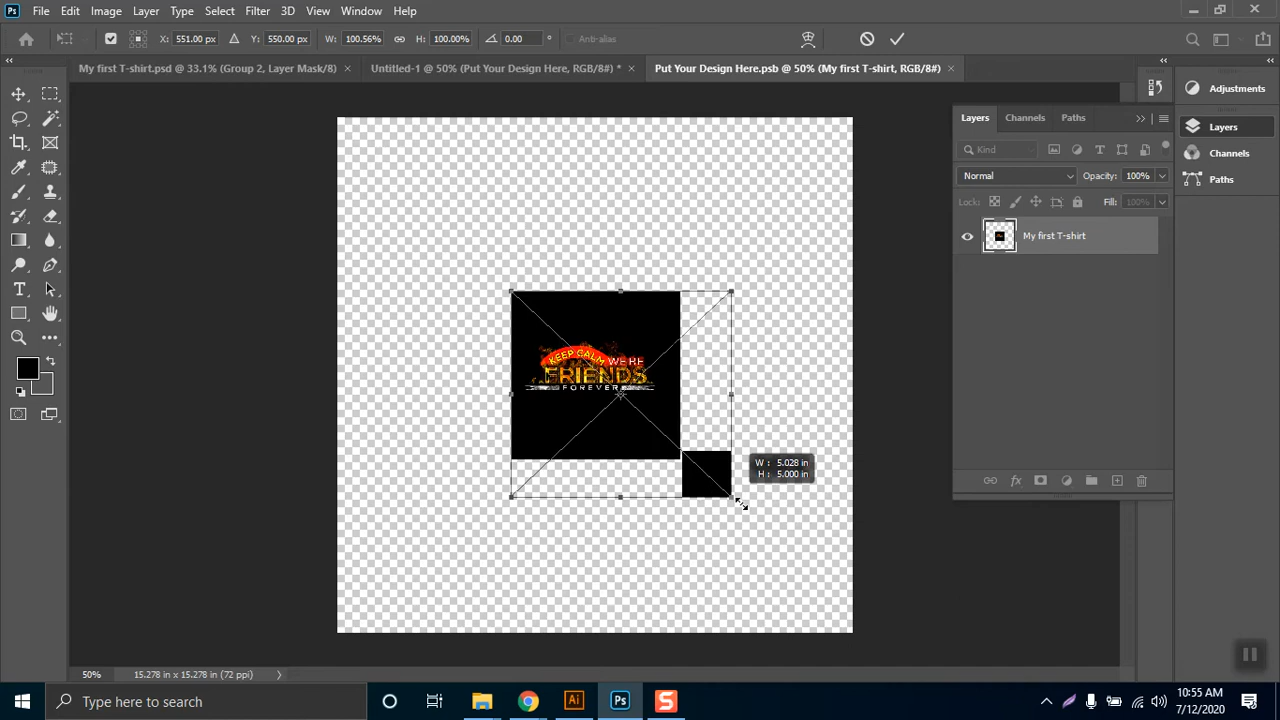 Ps File Edit Image Layer Type Select Filter 3D View Window Help
X: 551.00 px Y: 550.00 px W: 100.56% H: 100.00% 0.00 ° Anti-alias
My first T-shirt.psd @ 33.1% (Group 2, Layer Mask/8) × Untitled-1 @ 50% (Put Your Design Here, RGB/8#) * × Put Your Design Here.psb @ 50% (My first T-shirt, RGB/8#) ×
Adjustments
Layers Channels Paths
Layers
Kind
Channels
Normal Opacity: 100%
Paths
Lock: Fill: 100%
My first T-shirt
KEEP CALM WE'RE
FRIENDS
FOREVER
W: 5.028 in
H: 5.000 in
fx
50% 15.278 in x 15.278 in (72 ppi)
Type here to search
Ai Ps S
10:55 AM
7/12/2020